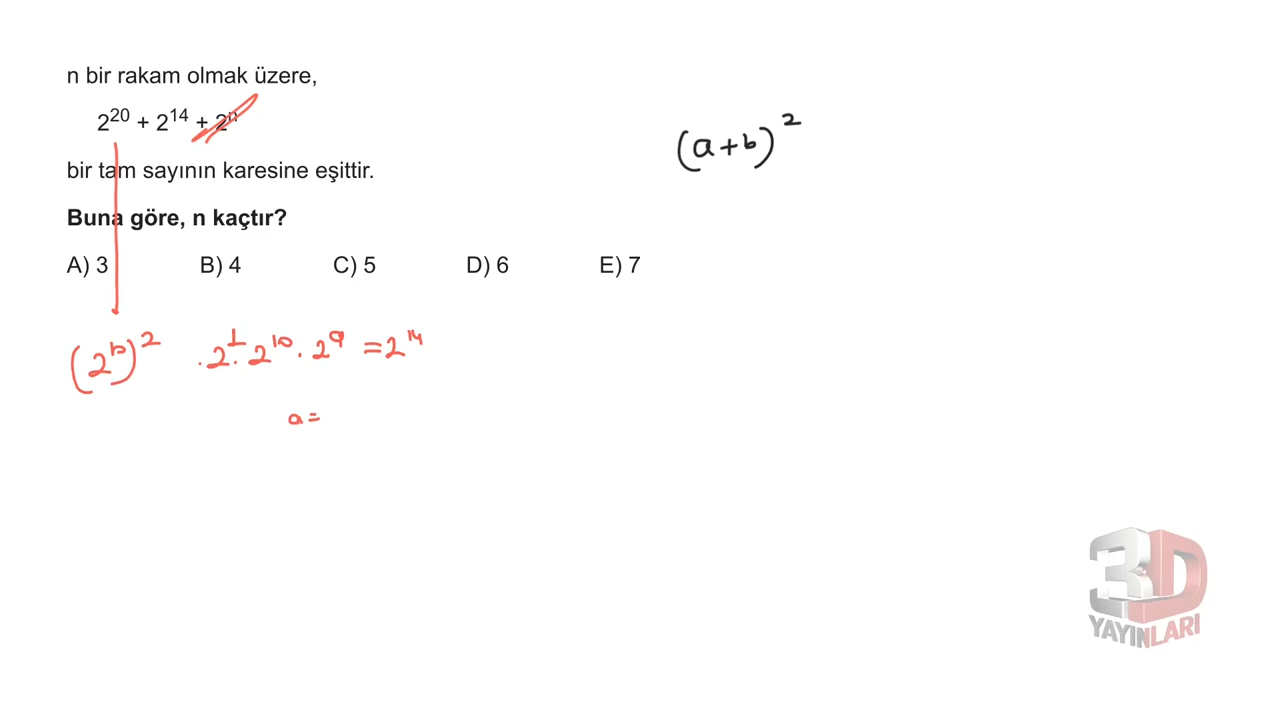 n bir rakam olmak üzere,
2^20 + 2^14 + 2^n
bir tam sayının karesine eşittir.
Buna göre, n kaçtır?
A) 3 B) 4 C) 5 D) 6 E) 7
(a+b)^2
(2^10)^2 . 2^1 . 2^10 . 2^a = 2^14
a =
3D
YAYINLARI